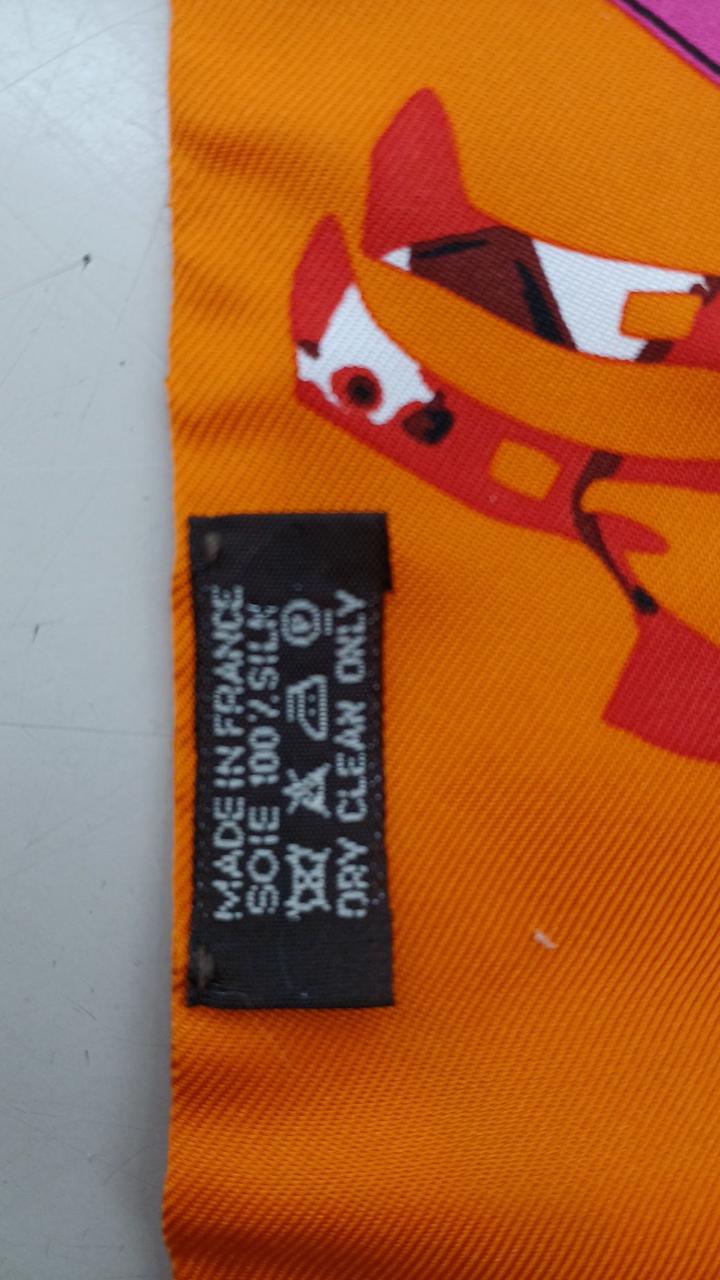 MADE IN FRANCE
SOIE 100% SILK
P
DRY CLEAN ONLY